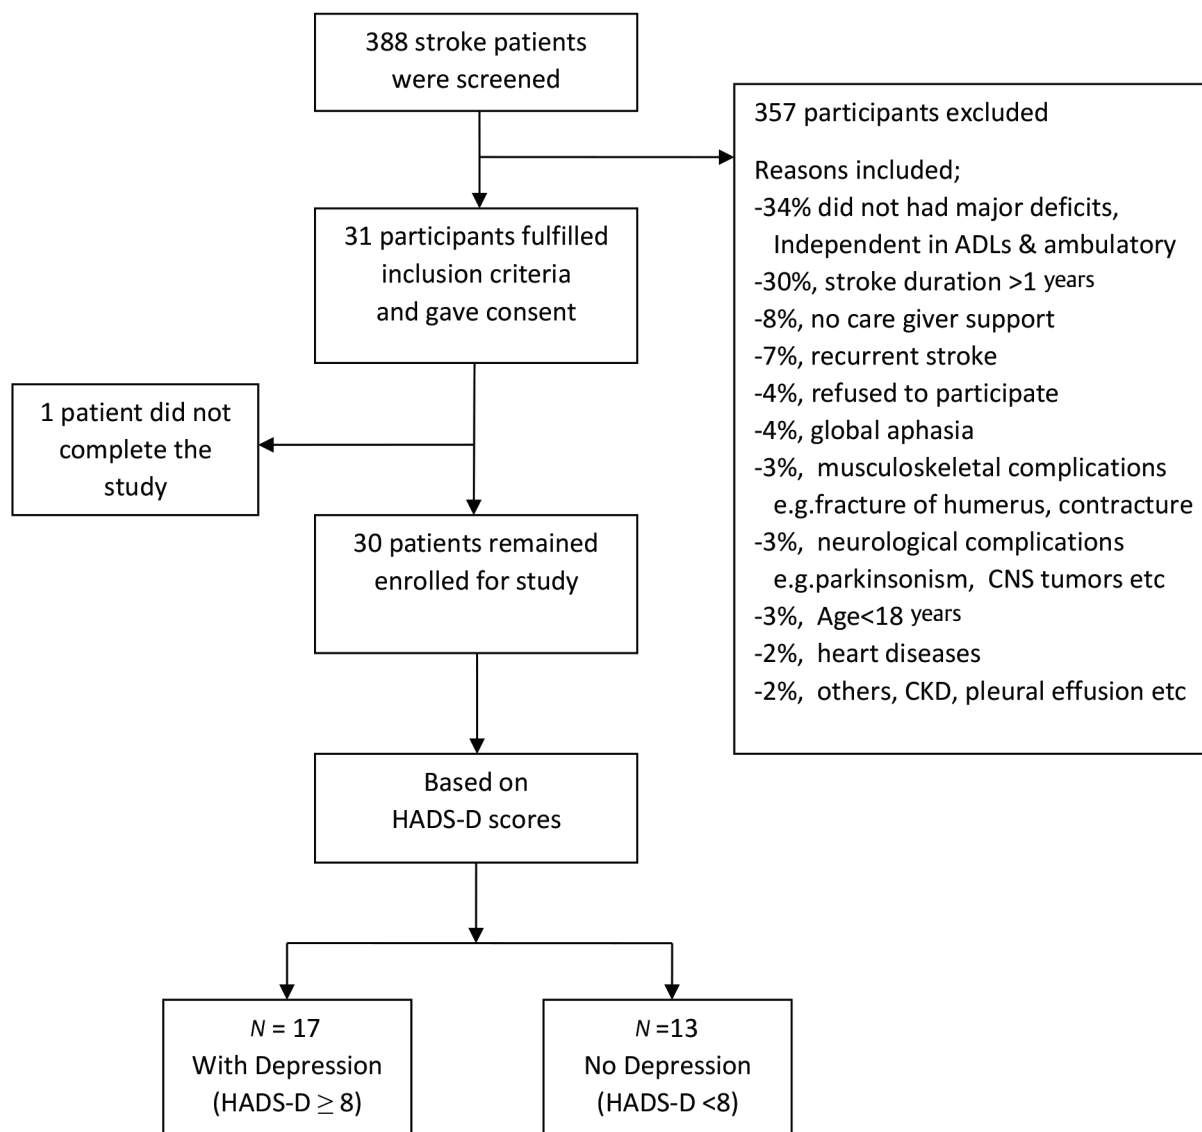 388 stroke patients
were screened
357 participants excluded
Reasons included;
-34% did not had major deficits,
Independent in ADLs & ambulatory
-30%, stroke duration >1 years
-8%, no care giver support
-7%, recurrent stroke
-4%, refused to participate
-4%, global aphasia
-3%, musculoskeletal complications
e.g.fracture of humerus, contracture
-3%, neurological complications
e.g.parkinsonism, CNS tumors etc
-3%, Age<18 years
-2%, heart diseases
-2%, others, CKD, pleural effusion etc
31 participants fulfilled
inclusion criteria
and gave consent
1 patient did not
complete the
study
30 patients remained
enrolled for study
Based on
HADS-D scores
N = 17
With Depression
(HADS-D ≥ 8)
N =13
No Depression
(HADS-D <8)